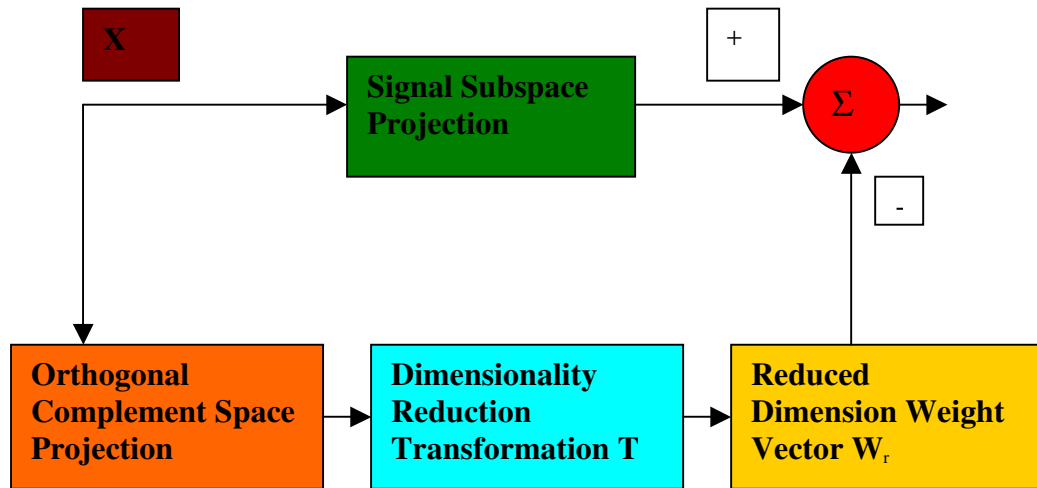 X
+
Signal Subspace
Projection
Σ
-
Orthogonal
Complement Space
Projection
Dimensionality
Reduction
Transformation T
Reduced
Dimension Weight
Vector Wᵣ